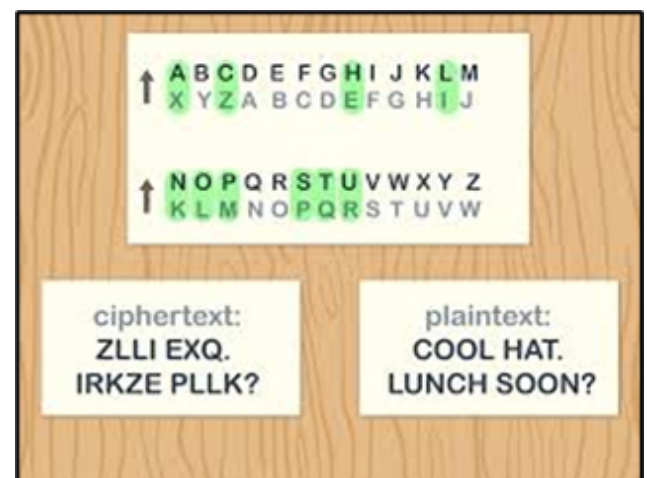 A B C D E F G H I J K L M
X Y Z A B C D E F G H I J
N O P Q R S T U V W X Y Z
K L M N O P Q R S T U V W
ciphertext:
ZLLI EXQ.
IRKZE PLLK?
plaintext:
COOL HAT.
LUNCH SOON?